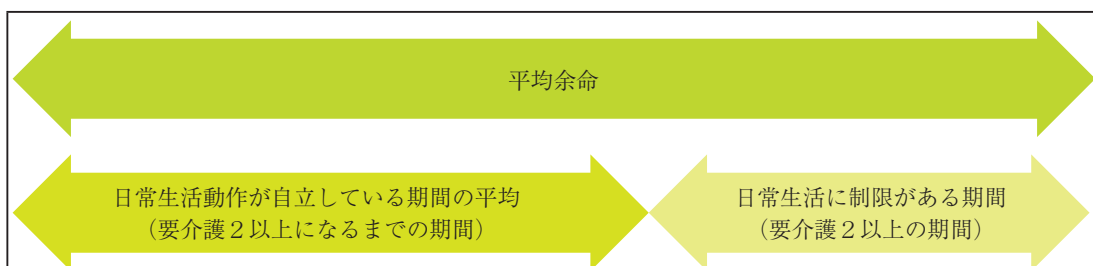 平均余命
日常生活動作が自立している期間の平均
（要介護２以上になるまでの期間）
日常生活に制限がある期間
（要介護２以上の期間）